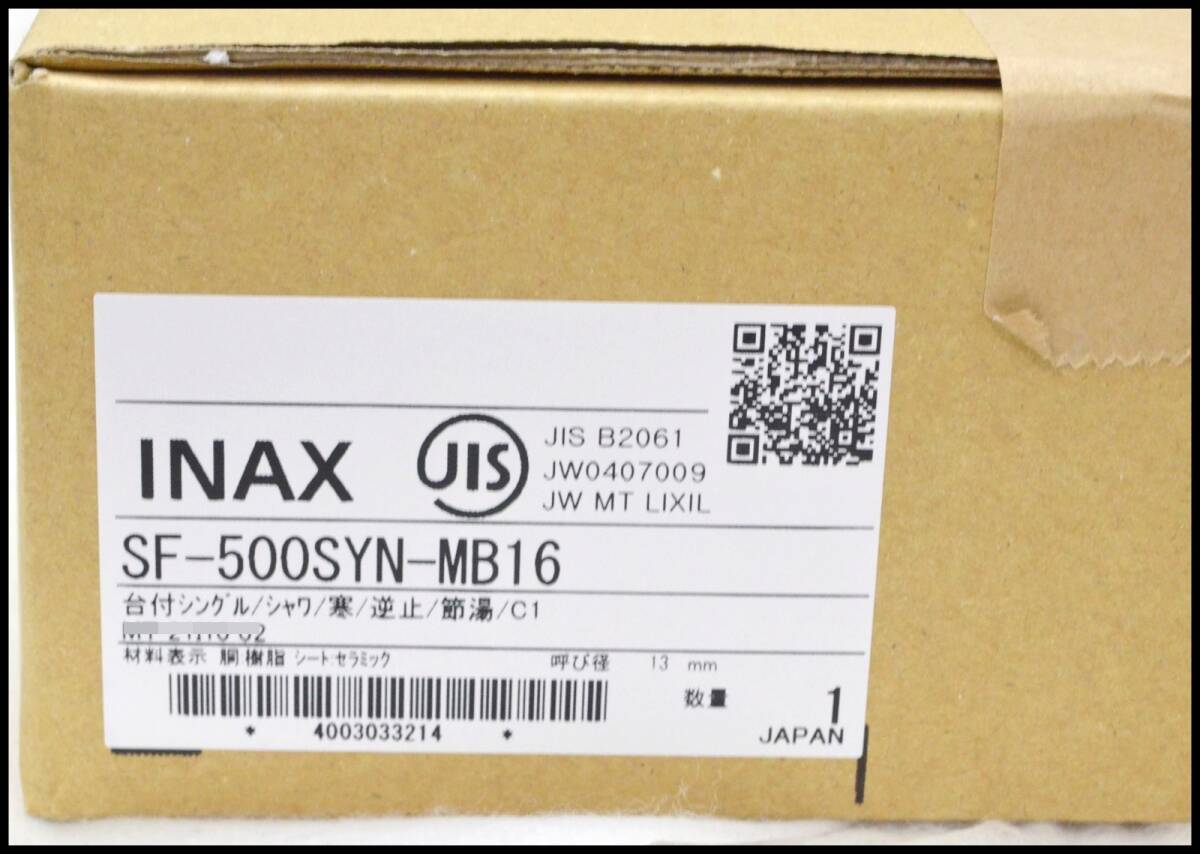 INAX
JIS
JIS B2061
JW0407009
JW MT LIXIL
SF-500SYN-MB16
台付シングル/シャワ/寒/逆止/節湯/C1
材料表示 胴:樹脂 シート:セラミック 呼び径 13 mm
数量 1
* 4003033214 *
JAPAN